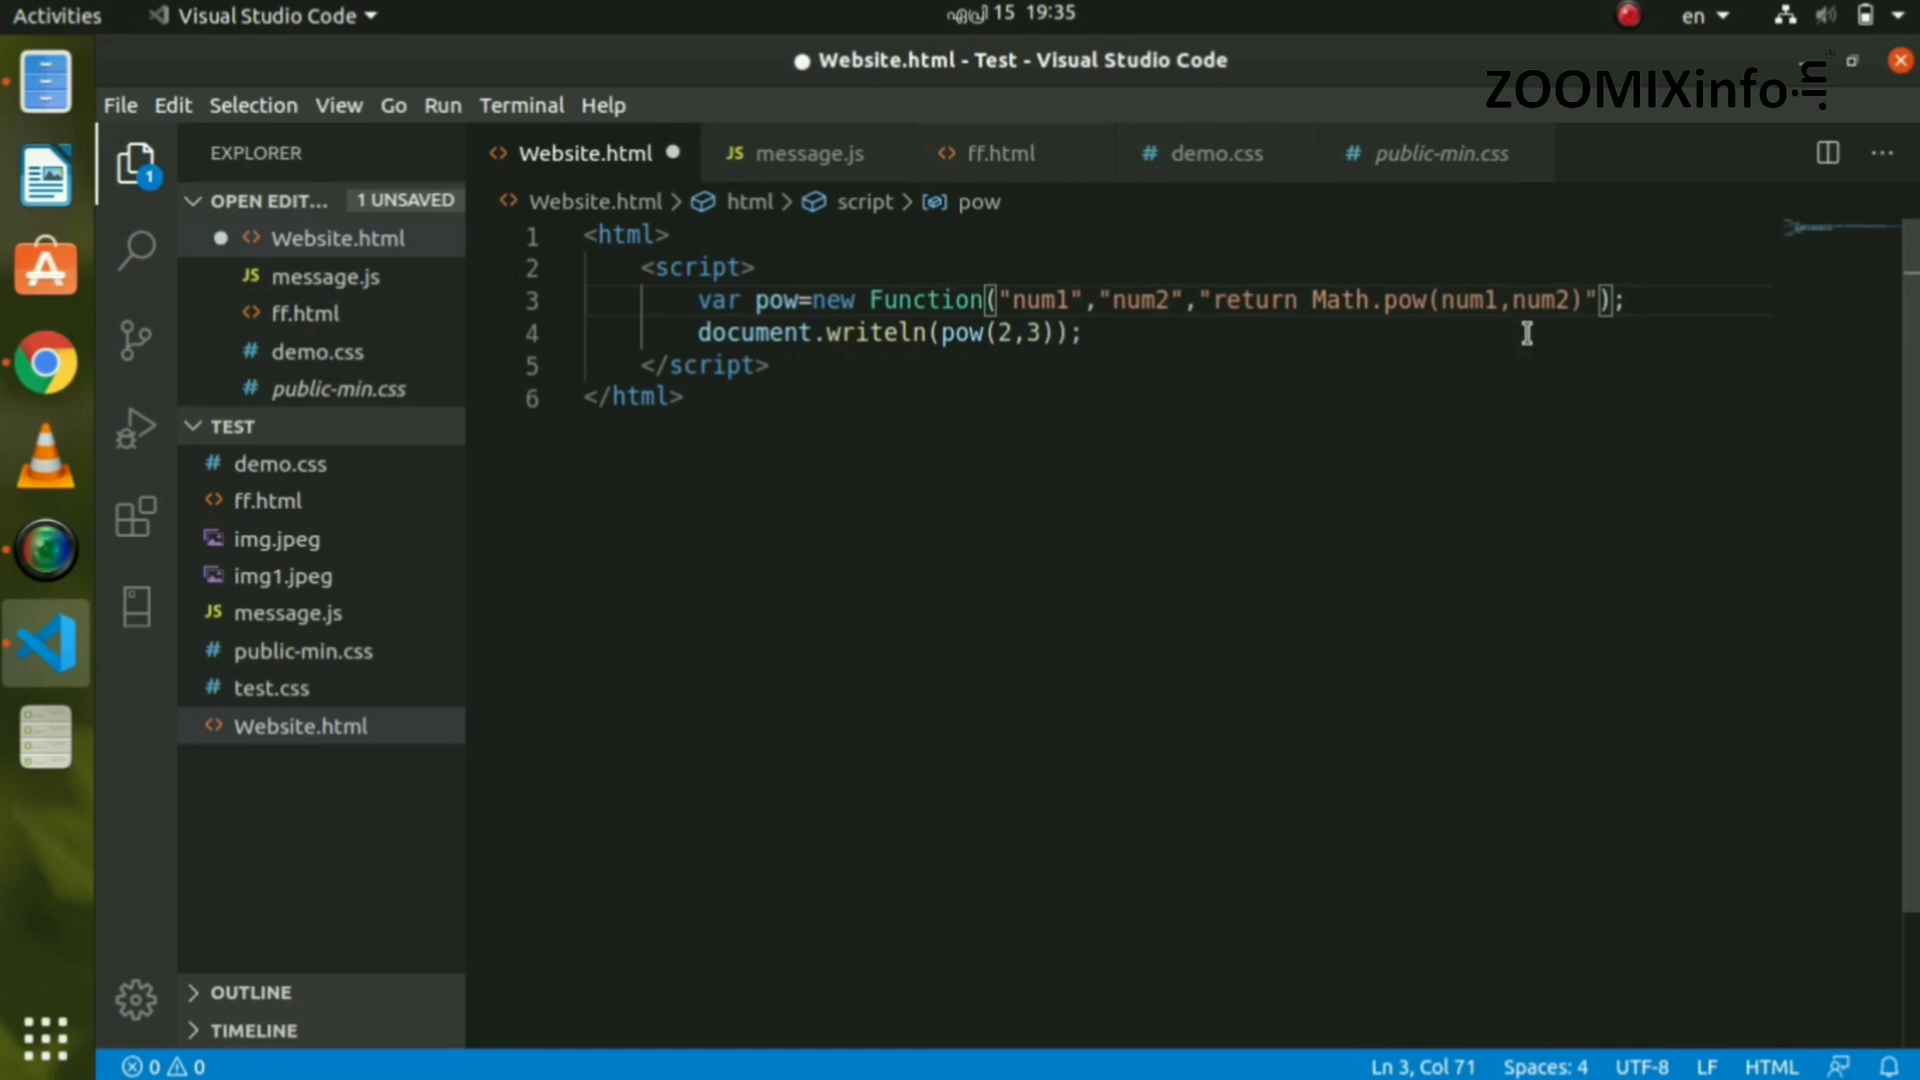 Activities
Visual Studio Code
ഏപ്രി 15 19:35
en
Website.html - Test - Visual Studio Code
ZOOMIXinfo.in
File Edit Selection View Go Run Terminal Help
EXPLORER
Website.html
message.js
ff.html
demo.css
public-min.css
OPEN EDIT...
1 UNSAVED
Website.html > html > script > pow
Website.html
message.js
ff.html
demo.css
public-min.css
1 <html>
2 <script>
3 var pow=new Function("num1","num2","return Math.pow(num1,num2)");
4 document.writeln(pow(2,3));
5 </script>
6 </html>
1
TEST
demo.css
ff.html
img.jpeg
img1.jpeg
JS message.js
public-min.css
test.css
Website.html
OUTLINE
TIMELINE
0 0
Ln 3, Col 71 Spaces: 4 UTF-8 LF HTML